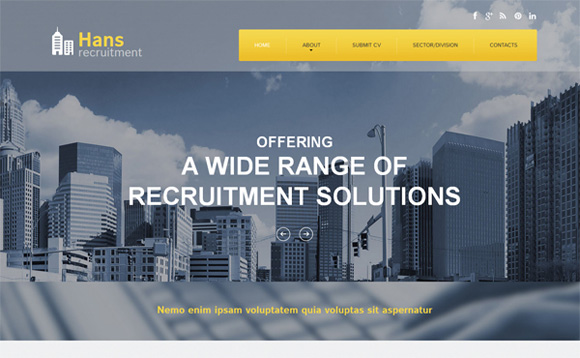 Hans
recruitment
HOME
ABOUT
SUBMIT CV
SECTOR/DIVISION
CONTACTS
OFFERING
A WIDE RANGE OF
RECRUITMENT SOLUTIONS
Nemo enim ipsam voluptatem quia voluptas sit aspernatur